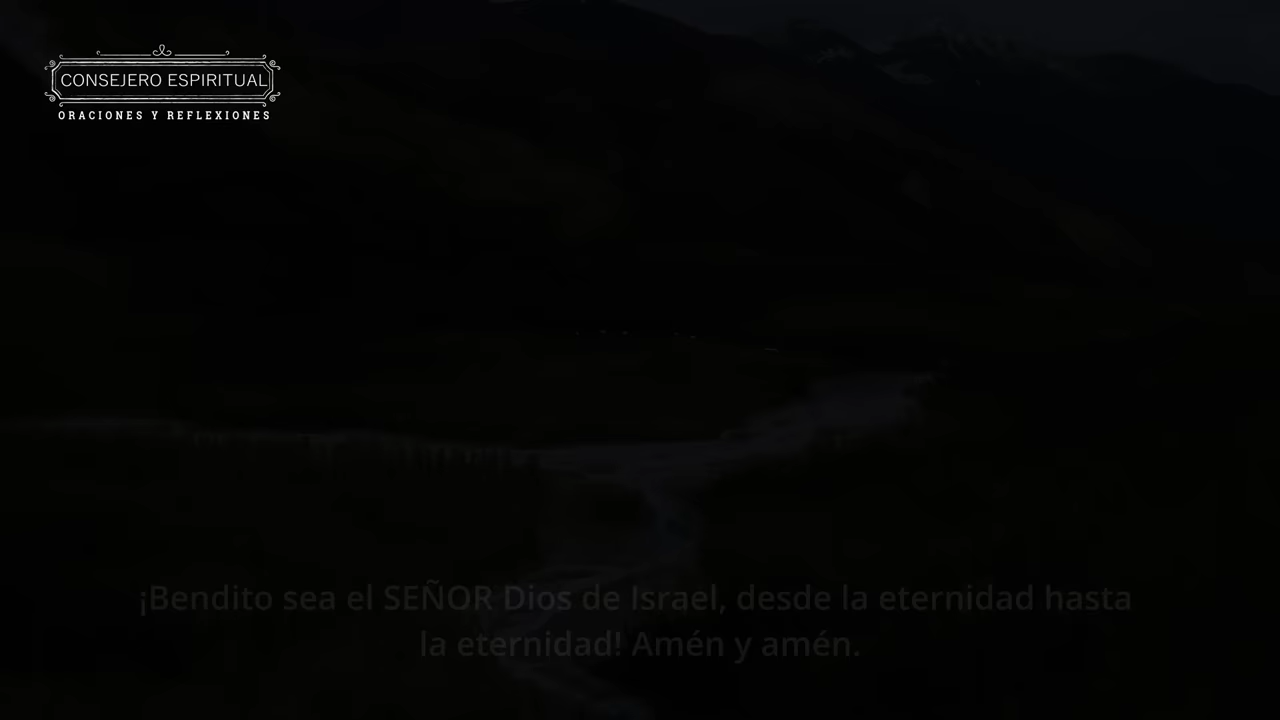 CONSEJERO ESPIRITUAL
ORACIONES Y REFLEXIONES
¡Bendito sea el SEÑOR Dios de Israel, desde la eternidad hasta
la eternidad! Amén y amén.